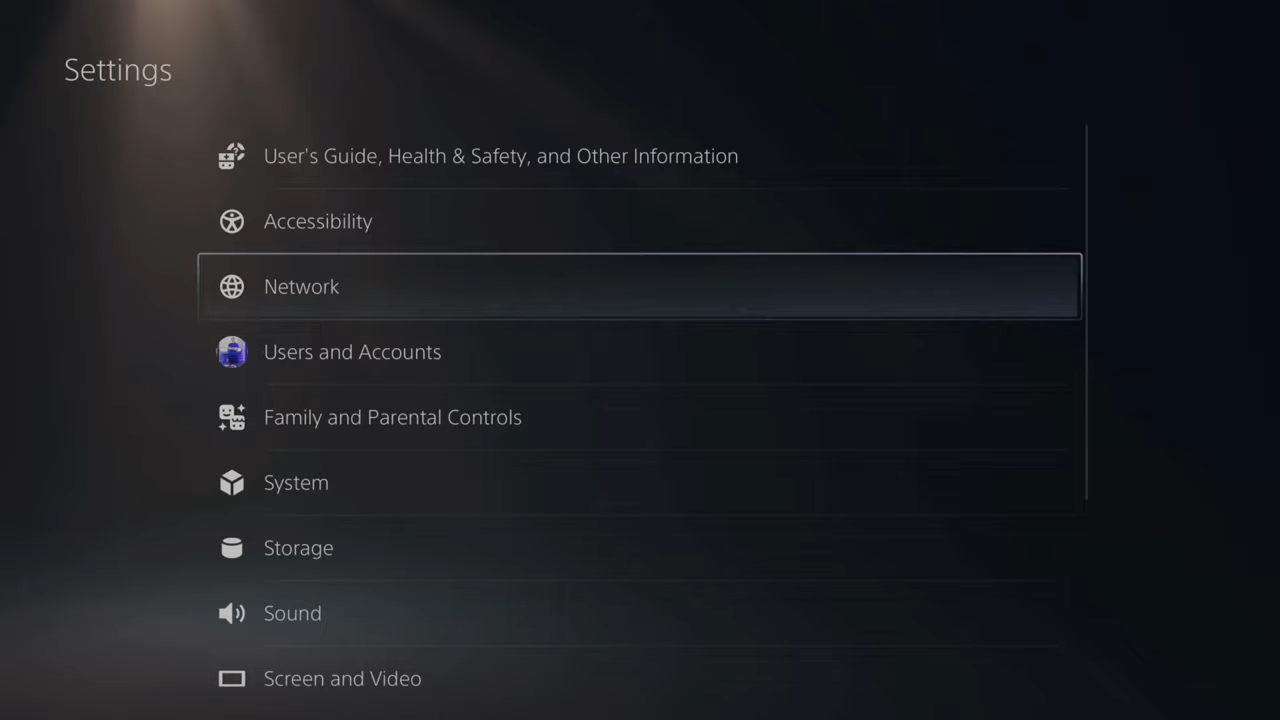 Settings
User's Guide, Health & Safety, and Other Information
Accessibility
Network
Users and Accounts
Family and Parental Controls
System
Storage
Sound
Screen and Video